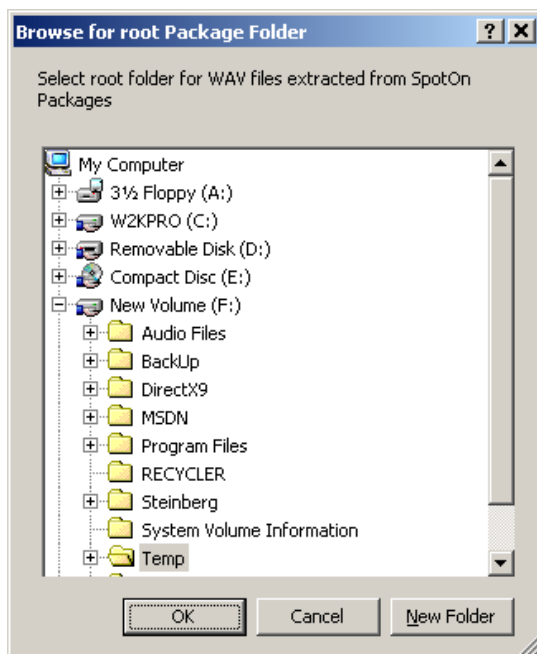 Browse for root Package Folder
Select root folder for WAV files extracted from SpotOn
Packages
My Computer
3½ Floppy (A:)
W2KPRO (C:)
Removable Disk (D:)
Compact Disc (E:)
New Volume (F:)
Audio Files
BackUp
DirectX9
MSDN
Program Files
RECYCLER
Steinberg
System Volume Information
Temp
OK Cancel New Folder